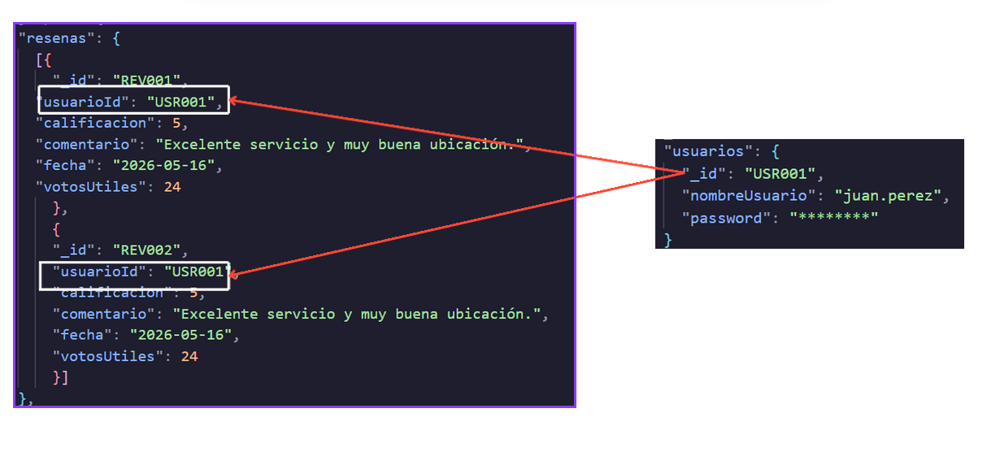 "resenas": {
[{
"_id": "REV001",
"usuarioId": "USR001",
"calificacion": 5,
"comentario": "Excelente servicio y muy buena ubicación.",
"fecha": "2026-05-16",
"votosUtiles": 24
},
{
"_id": "REV002",
"usuarioId": "USR001",
"calificacion": 5,
"comentario": "Excelente servicio y muy buena ubicación.",
"fecha": "2026-05-16",
"votosUtiles": 24
}]
},
"usuarios": {
"_id": "USR001",
"nombreUsuario": "juan.perez",
"password": "********"
}